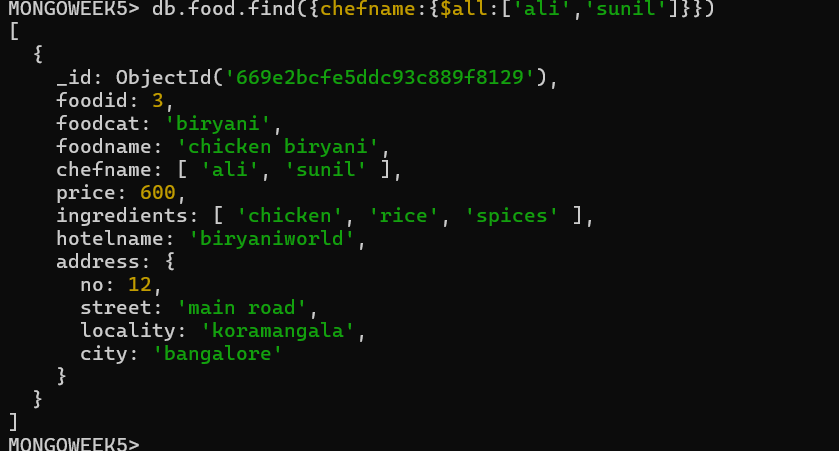 MONGOWEEK5> db.food.find({chefname:{$all:['ali','sunil']}})
[
  {
    _id: ObjectId('669e2bcfe5ddc93c889f8129'),
    foodid: 3,
    foodcat: 'biryani',
    foodname: 'chicken biryani',
    chefname: [ 'ali', 'sunil' ],
    price: 600,
    ingredients: [ 'chicken', 'rice', 'spices' ],
    hotelname: 'biryaniworld',
    address: {
      no: 12,
      street: 'main road',
      locality: 'koramangala',
      city: 'bangalore'
    }
  }
]
MONGOWEEK5>